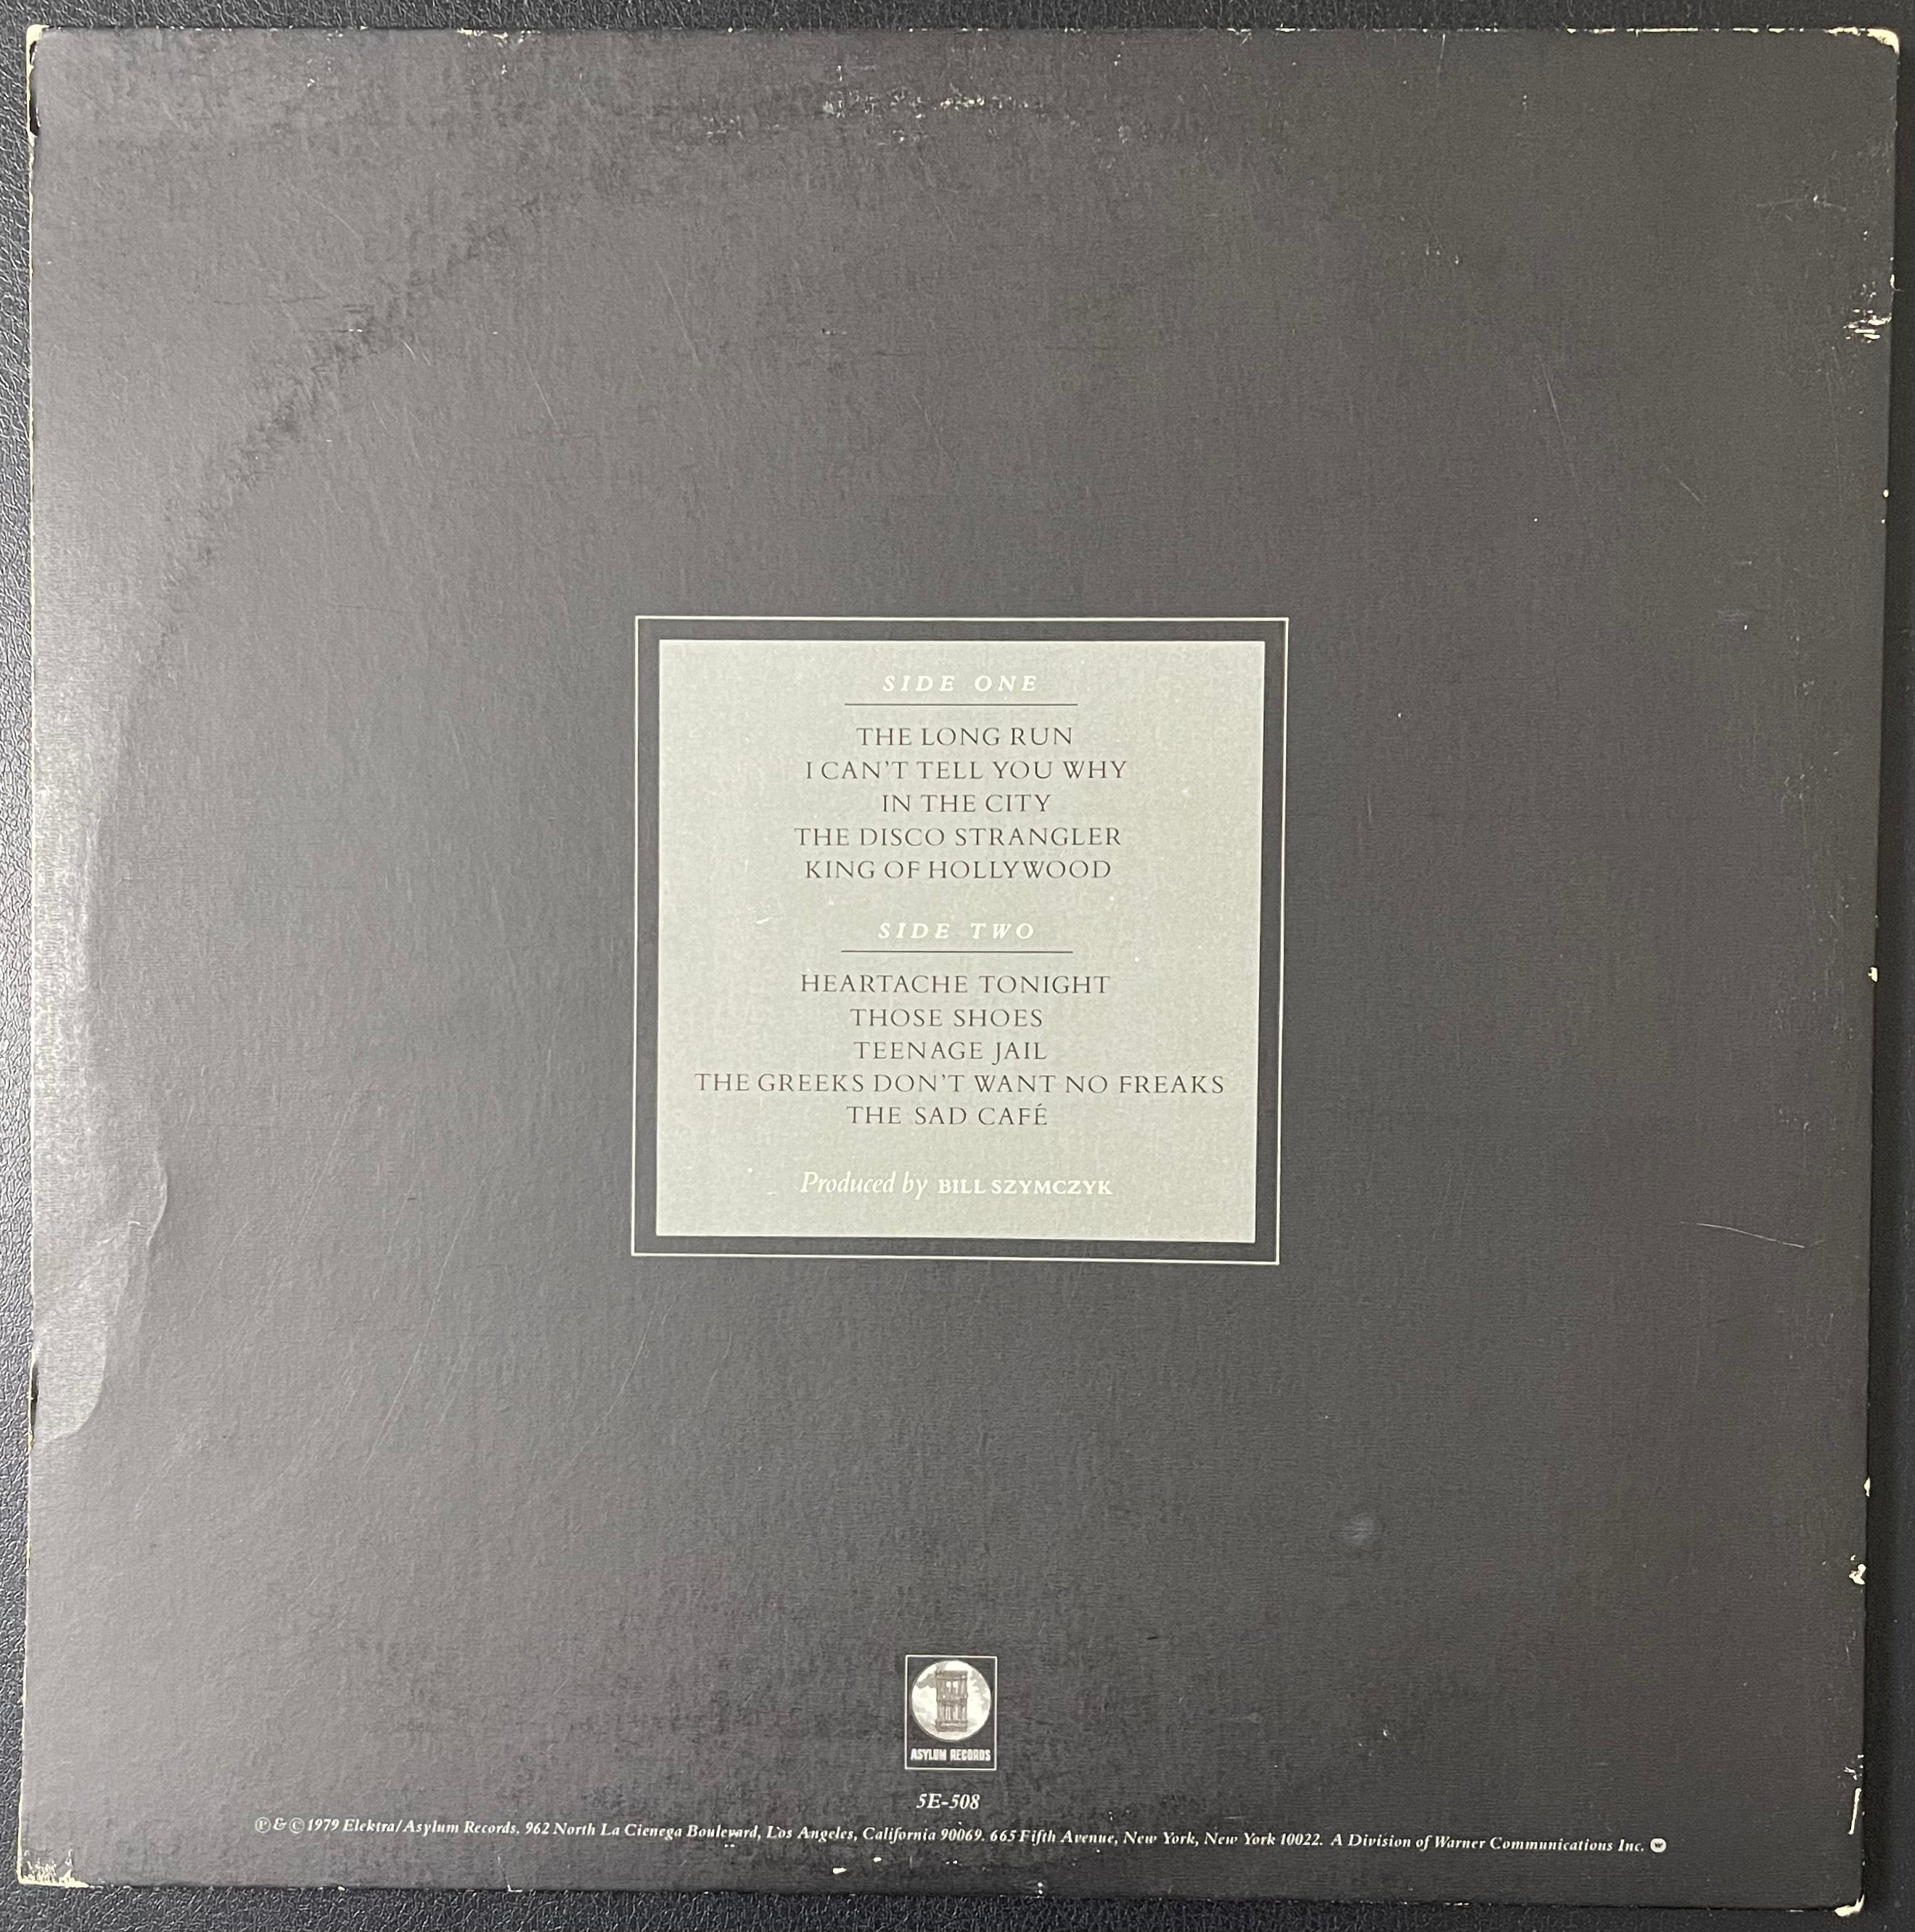 SIDE ONE
THE LONG RUN
I CAN'T TELL YOU WHY
IN THE CITY
THE DISCO STRANGLER
KING OF HOLLYWOOD
SIDE TWO
HEARTACHE TONIGHT
THOSE SHOES
TEENAGE JAIL
THE GREEKS DON'T WANT NO FREAKS
THE SAD CAFÉ
Produced by BILL SZYMCZYK
ASYLUM RECORDS
5E-508
℗ & © 1979 Elektra/Asylum Records. 962 North La Cienega Boulevard, Los Angeles, California 90069. 665 Fifth Avenue, New York, New York 10022. A Division of Warner Communications Inc.